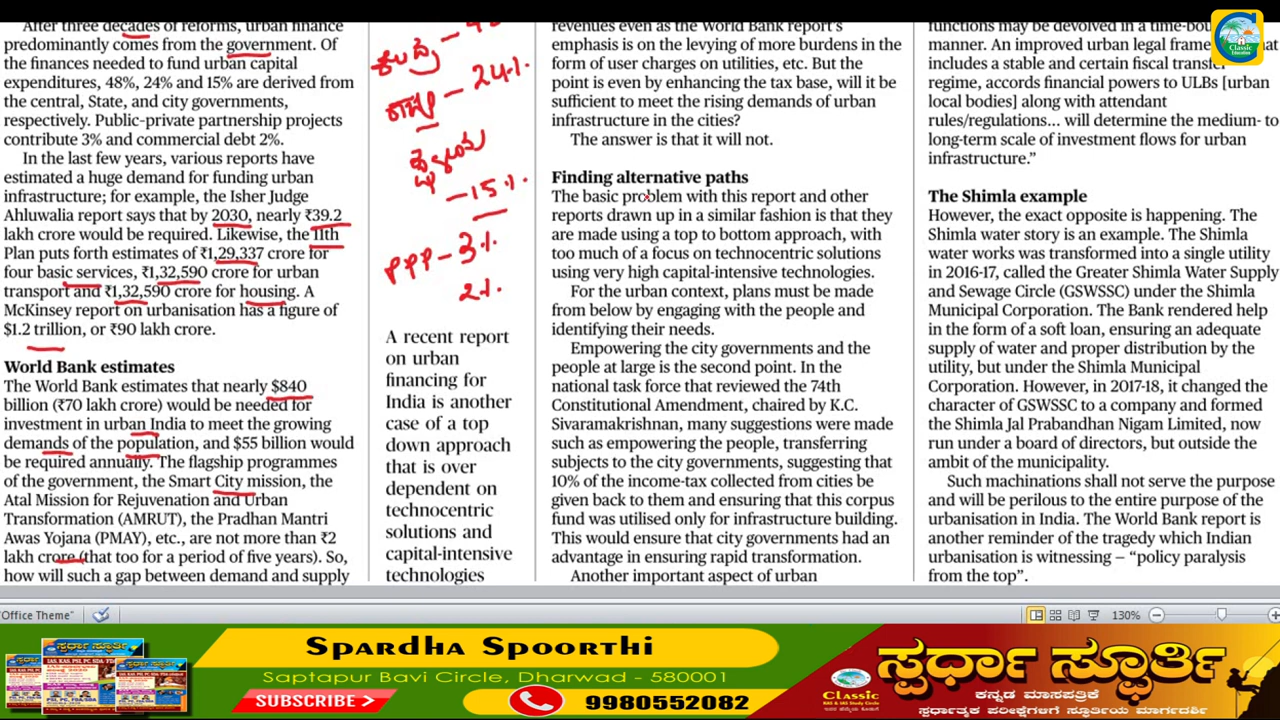 After three decades of reforms, urban finance
predominantly comes from the government. Of
the finances needed to fund urban capital
expenditures, 48%, 24% and 15% are derived from
the central, State, and city governments,
respectively. Public-private partnership projects
contribute 3% and commercial debt 2%.
In the last few years, various reports have
estimated a huge demand for funding urban
infrastructure; for example, the Isher Judge
Ahluwalia report says that by 2030, nearly ₹39.2
lakh crore would be required. Likewise, the 11th
Plan puts forth estimates of ₹1,29,337 crore for
four basic services, ₹1,32,590 crore for urban
transport and ₹1,32,590 crore for housing. A
McKinsey report on urbanisation has a figure of
$1.2 trillion, or ₹90 lakh crore.
World Bank estimates
The World Bank estimates that nearly $840
billion (₹70 lakh crore) would be needed for
investment in urban India to meet the growing
demands of the population, and $55 billion would
be required annually. The flagship programmes
of the government, the Smart City mission, the
Atal Mission for Rejuvenation and Urban
Transformation (AMRUT), the Pradhan Mantri
Awas Yojana (PMAY), etc., are not more than ₹2
lakh crore (that too for a period of five years). So,
how will such a gap between demand and supply
24%
15%
PPP - 3%
2%
A recent report
on urban
financing for
India is another
case of a top
down approach
that is over
dependent on
technocentric
solutions and
capital-intensive
technologies
revenues even as the World Bank report's
emphasis is on the levying of more burdens in the
form of user charges on utilities, etc. But the
point is even by enhancing the tax base, will it be
sufficient to meet the rising demands of urban
infrastructure in the cities?
The answer is that it will not.
Finding alternative paths
The basic problem with this report and other
reports drawn up in a similar fashion is that they
are made using a top to bottom approach, with
too much of a focus on technocentric solutions
using very high capital-intensive technologies.
For the urban context, plans must be made
from below by engaging with the people and
identifying their needs.
Empowering the city governments and the
people at large is the second point. In the
national task force that reviewed the 74th
Constitutional Amendment, chaired by K.C.
Sivaramakrishnan, many suggestions were made
such as empowering the people, transferring
subjects to the city governments, suggesting that
10% of the income-tax collected from cities be
given back to them and ensuring that this corpus
fund was utilised only for infrastructure building.
This would ensure that city governments had an
advantage in ensuring rapid transformation.
Another important aspect of urban
functions may be devolved in a time-bou
manner. An improved urban legal frame at
includes a stable and certain fiscal transfe
regime, accords financial powers to ULBs [urban
local bodies] along with attendant
rules/regulations... will determine the medium- to
long-term scale of investment flows for urban
infrastructure."
The Shimla example
However, the exact opposite is happening. The
Shimla water story is an example. The Shimla
water works was transformed into a single utility
in 2016-17, called the Greater Shimla Water Supply
and Sewage Circle (GSWSSC) under the Shimla
Municipal Corporation. The Bank rendered help
in the form of a soft loan, ensuring an adequate
supply of water and proper distribution by the
utility, but under the Shimla Municipal
Corporation. However, in 2017-18, it changed the
character of GSWSSC to a company and formed
the Shimla Jal Prabandhan Nigam Limited, now
run under a board of directors, but outside the
ambit of the municipality.
Such machinations shall not serve the purpose
and will be perilous to the entire purpose of the
urbanisation in India. The World Bank report is
another reminder of the tragedy which Indian
urbanisation is witnessing – "policy paralysis
from the top".
Classic
Education
"Office Theme"
130%
Spardha Spoorthi
Saptapur Bavi Circle, Dharwad - 580001
SUBSCRIBE
9980552082
ಸ್ಪರ್ಧಾ ಸ್ಫೂರ್ತಿ
Classic
KAS & IAS Study Circle
ಕನ್ನಡ ಮಾಸಪತ್ರಿಕೆ
ಸ್ಪರ್ಧಾತ್ಮಕ ಪರೀಕ್ಷೆಗಳಿಗೆ ಸ್ಫೂರ್ತಿಯ ಮಾರ್ಗದರ್ಶಿ